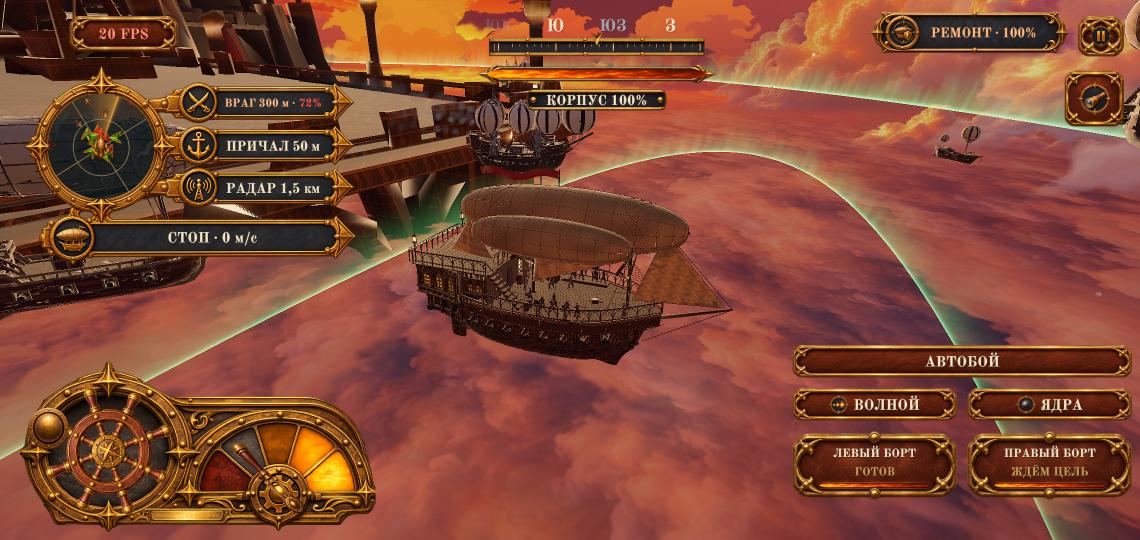 20 FPS
Ю ЮЗ З
РЕМОНТ · 100%
КОРПУС 100%
ВРАГ 300 м · 72%
ПРИЧАЛ 50 м
РАДАР 1,5 км
СТОП · 0 м/с
АВТОБОЙ
ВОЛНОЙ
ЯДРА
ЛЕВЫЙ БОРТ
ГОТОВ
ПРАВЫЙ БОРТ
ЖДЁМ ЦЕЛЬ